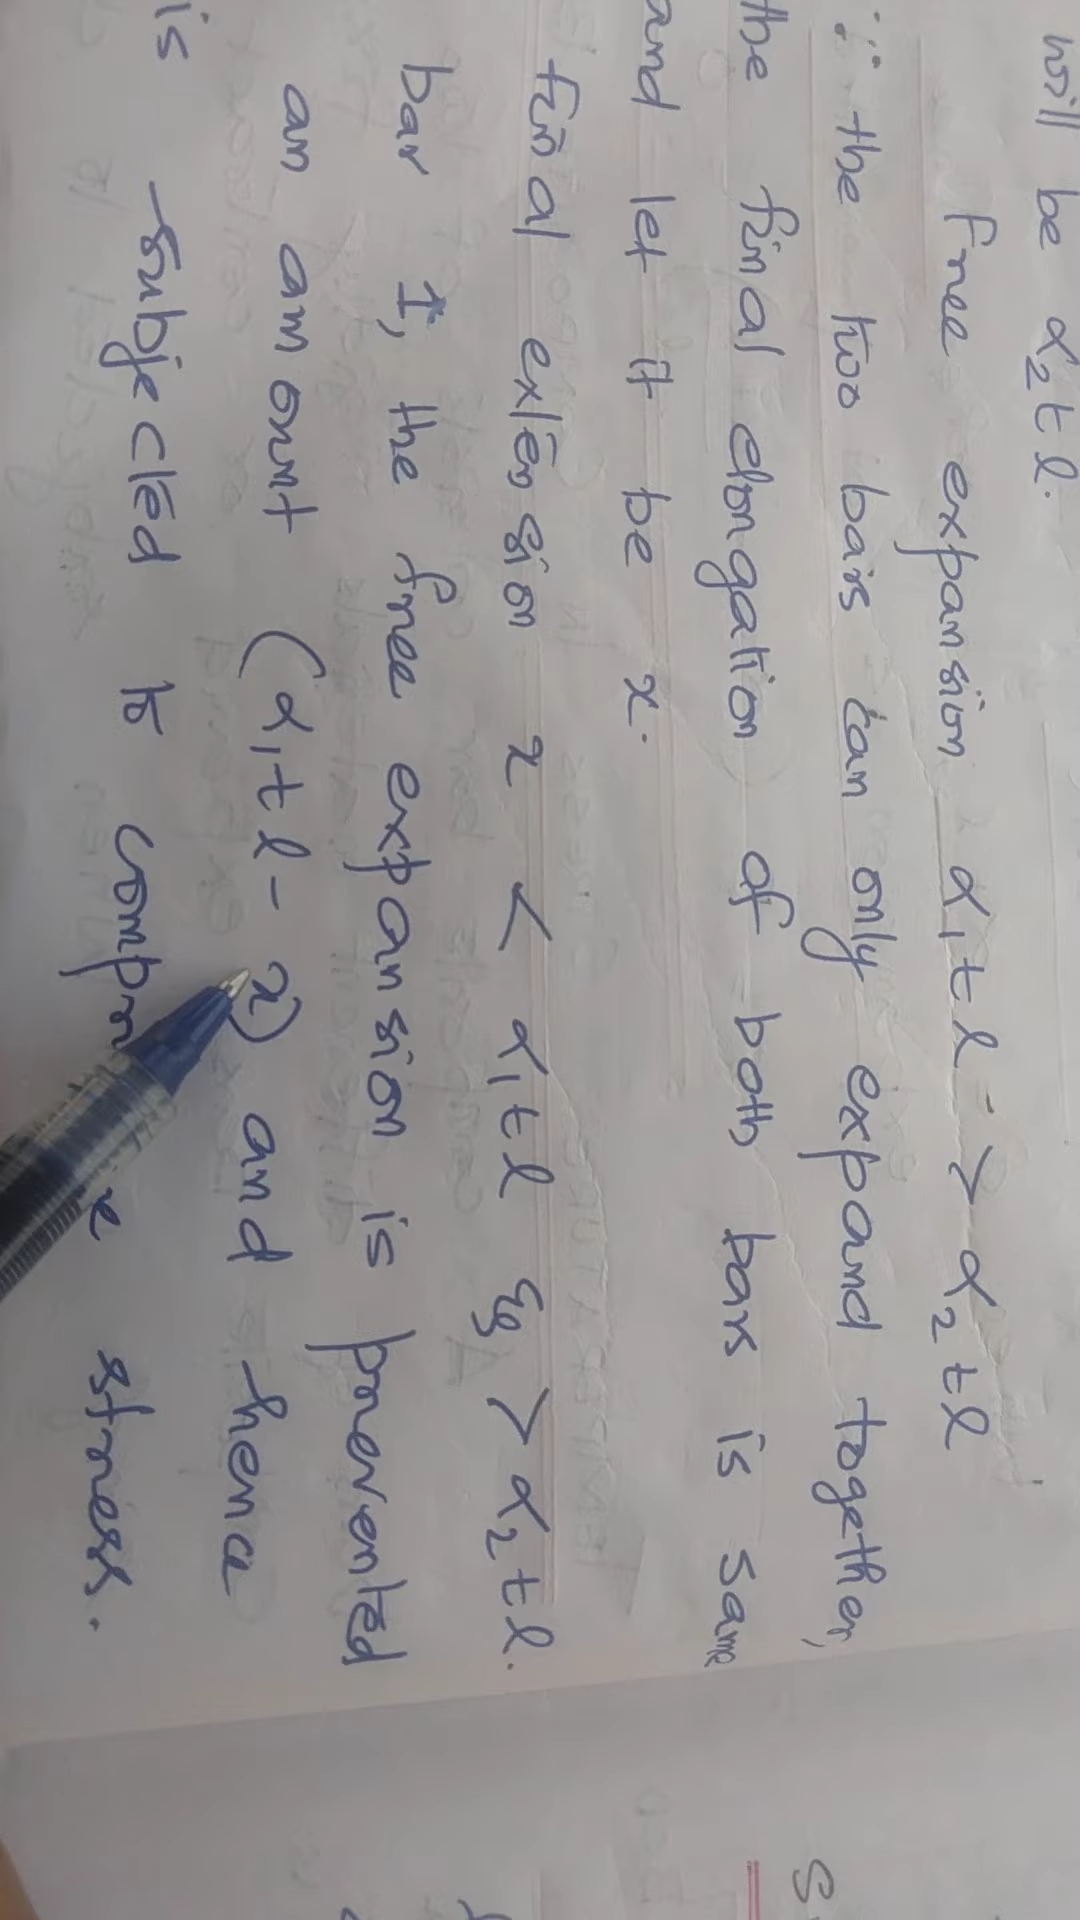 will be α₂tl.
free expansion α₁tl > α₂tl
∵ the two bars can only expand together,
the final elongation of both bars is same
and let it be x.
final extension x < α₁tl & > α₂tl.
bar 1, the free expansion is prevented
an amount (α₁tl - x) and hence
is subjected to stress.